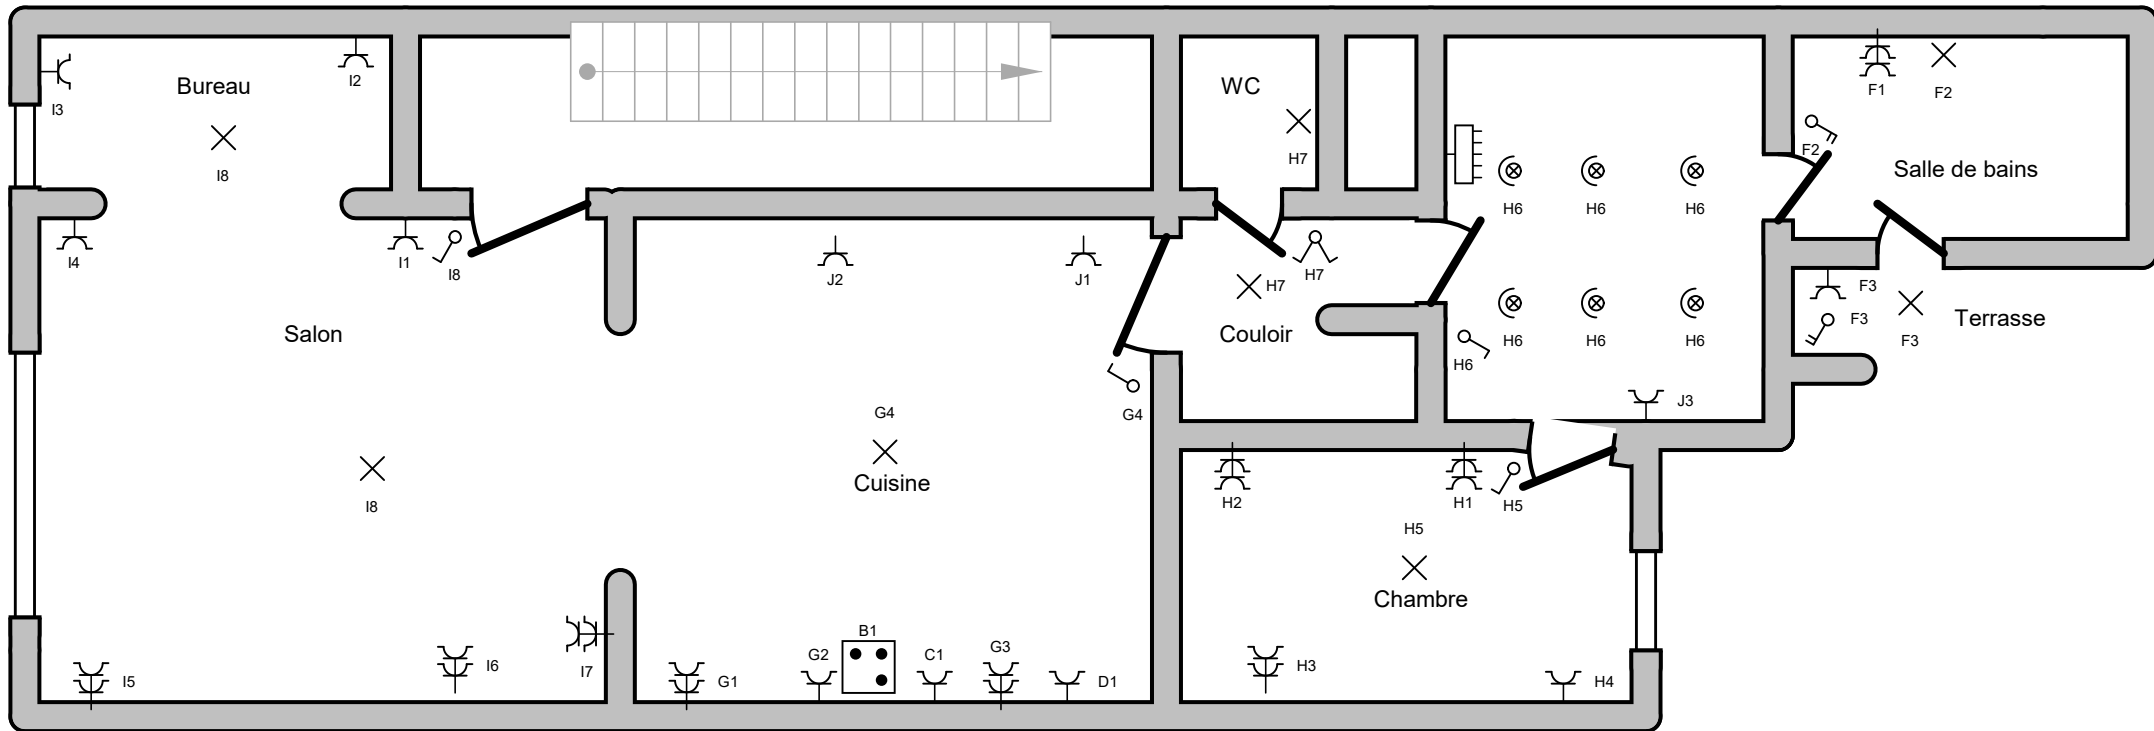 I2
Bureau
WC
I3
F1
F2
H7
F2
I8
Salle de bains
H6
H6
H6
I4
I1
I8
J2
J1
H7
H7
F3
Salon
Couloir
F3
Terrasse
H6
H6
H6
F3
H6
J3
G4
G4
Cuisine
I8
H2
H1
H5
H5
Chambre
B1
G3
G2
C1
I6
H3
I7
I5
G1
D1
H4